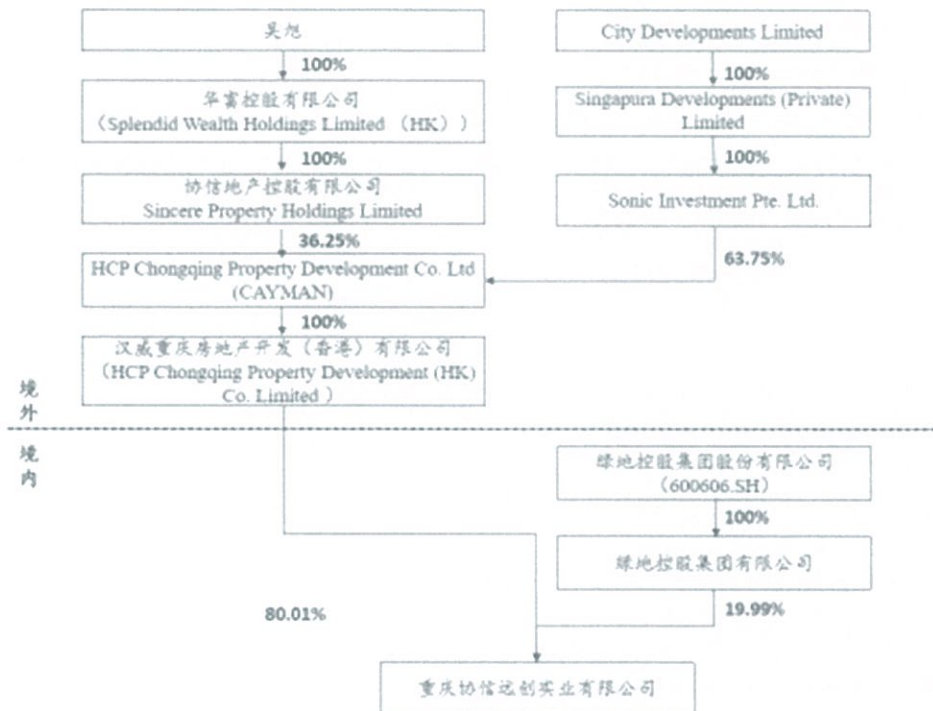 吴旭
100%
华富控股有限公司
（Splendid Wealth Holdings Limited （HK））
100%
协信地产控股有限公司
Sincere Property Holdings Limited
36.25%
City Developments Limited
100%
Singapura Developments (Private)
Limited
100%
Sonic Investment Pte. Ltd.
63.75%
HCP Chongqing Property Development Co. Ltd
(CAYMAN)
100%
汉威重庆房地产开发（香港）有限公司
（HCP Chongqing Property Development (HK)
Co. Limited ）
境
外
境
内
绿地控股集团股份有限公司
（600606.SH）
100%
绿地控股集团有限公司
80.01%
19.99%
重庆协信远创实业有限公司